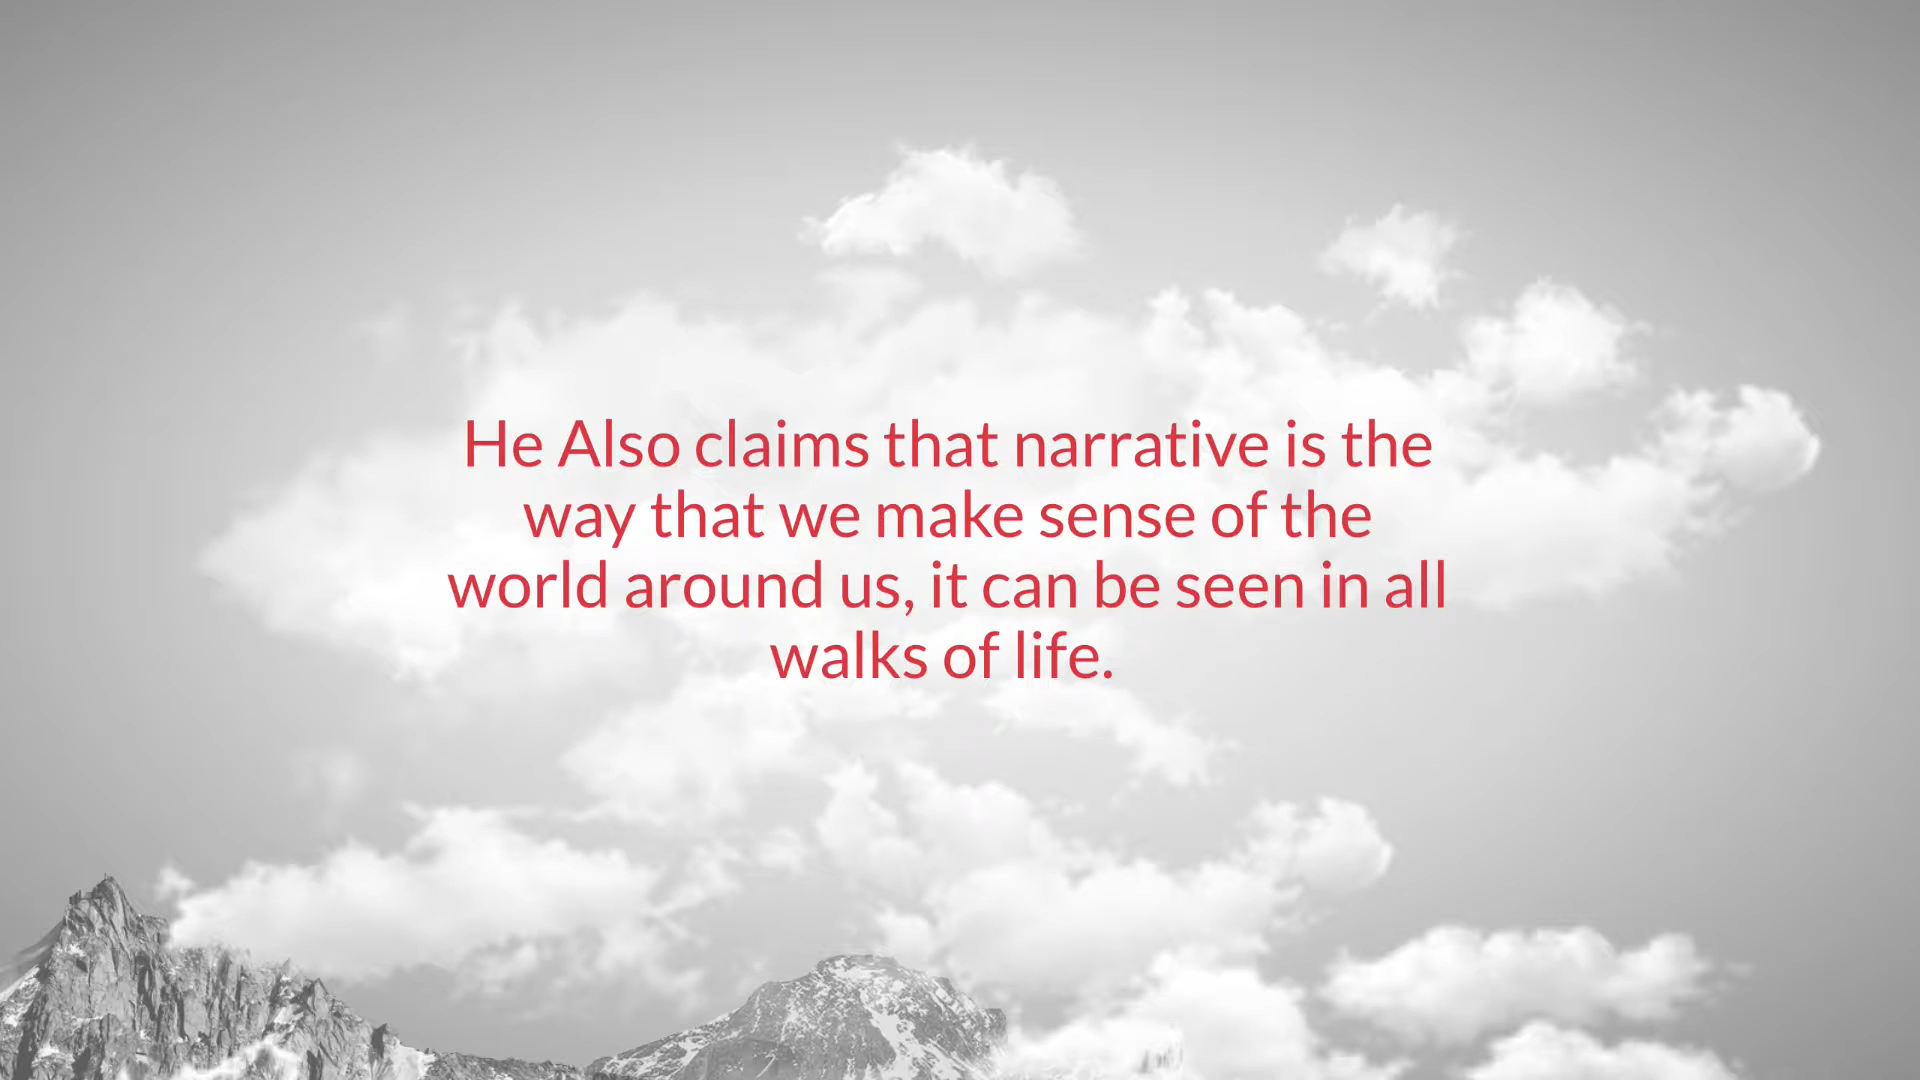 He Also claims that narrative is the
way that we make sense of the
world around us, it can be seen in all
walks of life.